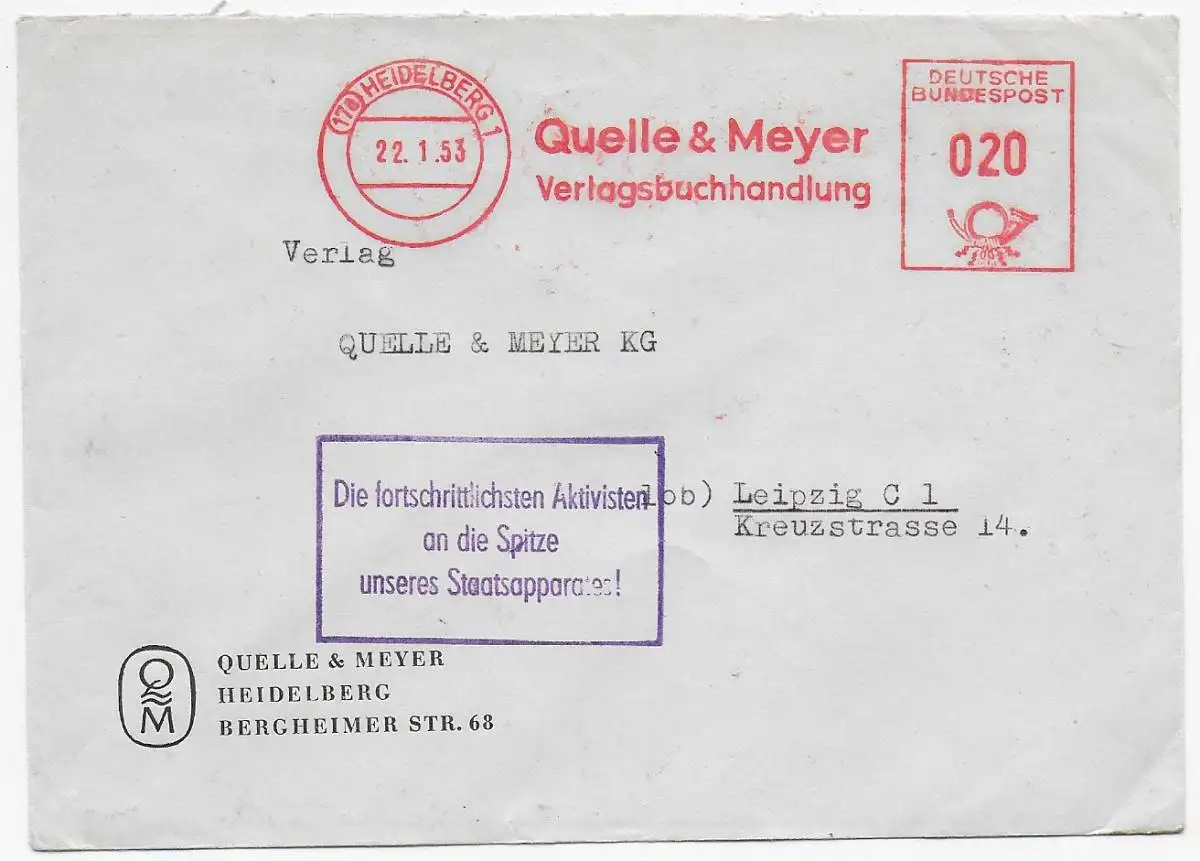 (17a) HEIDELBERG 1
22. 1. 53
Quelle & Meyer
Verlagsbuchhandlung
DEUTSCHE
BUNDESPOST
020
Verlag
QUELLE & MEYER KG
Die fortschrittlichsten Aktivisten
an die Spitze
unseres Staatsapparates!
10b) Leipzig C 1
Kreuzstrasse 14.
QM
QUELLE & MEYER
HEIDELBERG
BERGHEIMER STR. 68